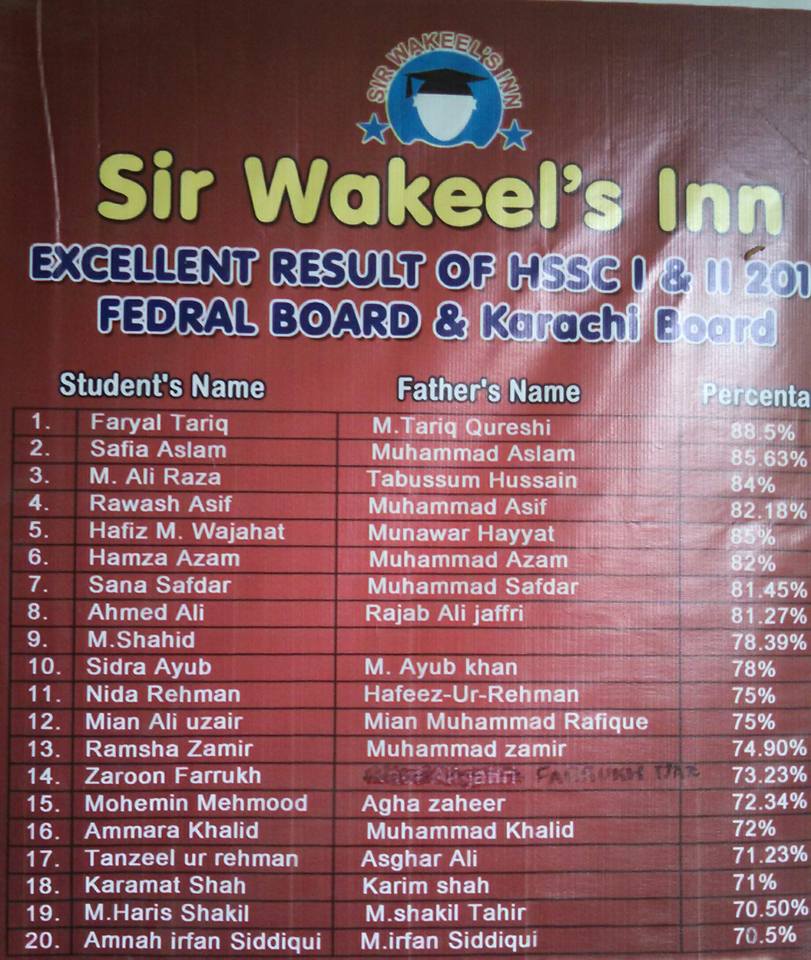 SIR WAKEEL'S INN
Sir Wakeel's Inn
EXCELLENT RESULT OF HSSC I & II 201
FEDRAL BOARD & Karachi Board
Student's Name Father's Name Percenta
1. Faryal Tariq M.Tariq Qureshi 88.5%
2. Safia Aslam Muhammad Aslam 85.63%
3. M. Ali Raza Tabussum Hussain 84%
4. Rawash Asif Muhammad Asif 82.18%
5. Hafiz M. Wajahat Munawar Hayyat 85%
6. Hamza Azam Muhammad Azam 82%
7. Sana Safdar Muhammad Safdar 81.45%
8. Ahmed Ali Rajab Ali jaffri 81.27%
9. M.Shahid 78.39%
10. Sidra Ayub M. Ayub khan 78%
11. Nida Rehman Hafeez-Ur-Rehman 75%
12. Mian Ali uzair Mian Muhammad Rafique 75%
13. Ramsha Zamir Muhammad zamir 74.90%
14. Zaroon Farrukh FARRUKH 73.23%
15. Mohemin Mehmood Agha zaheer 72.34%
16. Ammara Khalid Muhammad Khalid 72%
17. Tanzeel ur rehman Asghar Ali 71.23%
18. Karamat Shah Karim shah 71%
19. M.Haris Shakil M.shakil Tahir 70.50%
20. Amnah irfan Siddiqui M.irfan Siddiqui 70.5%